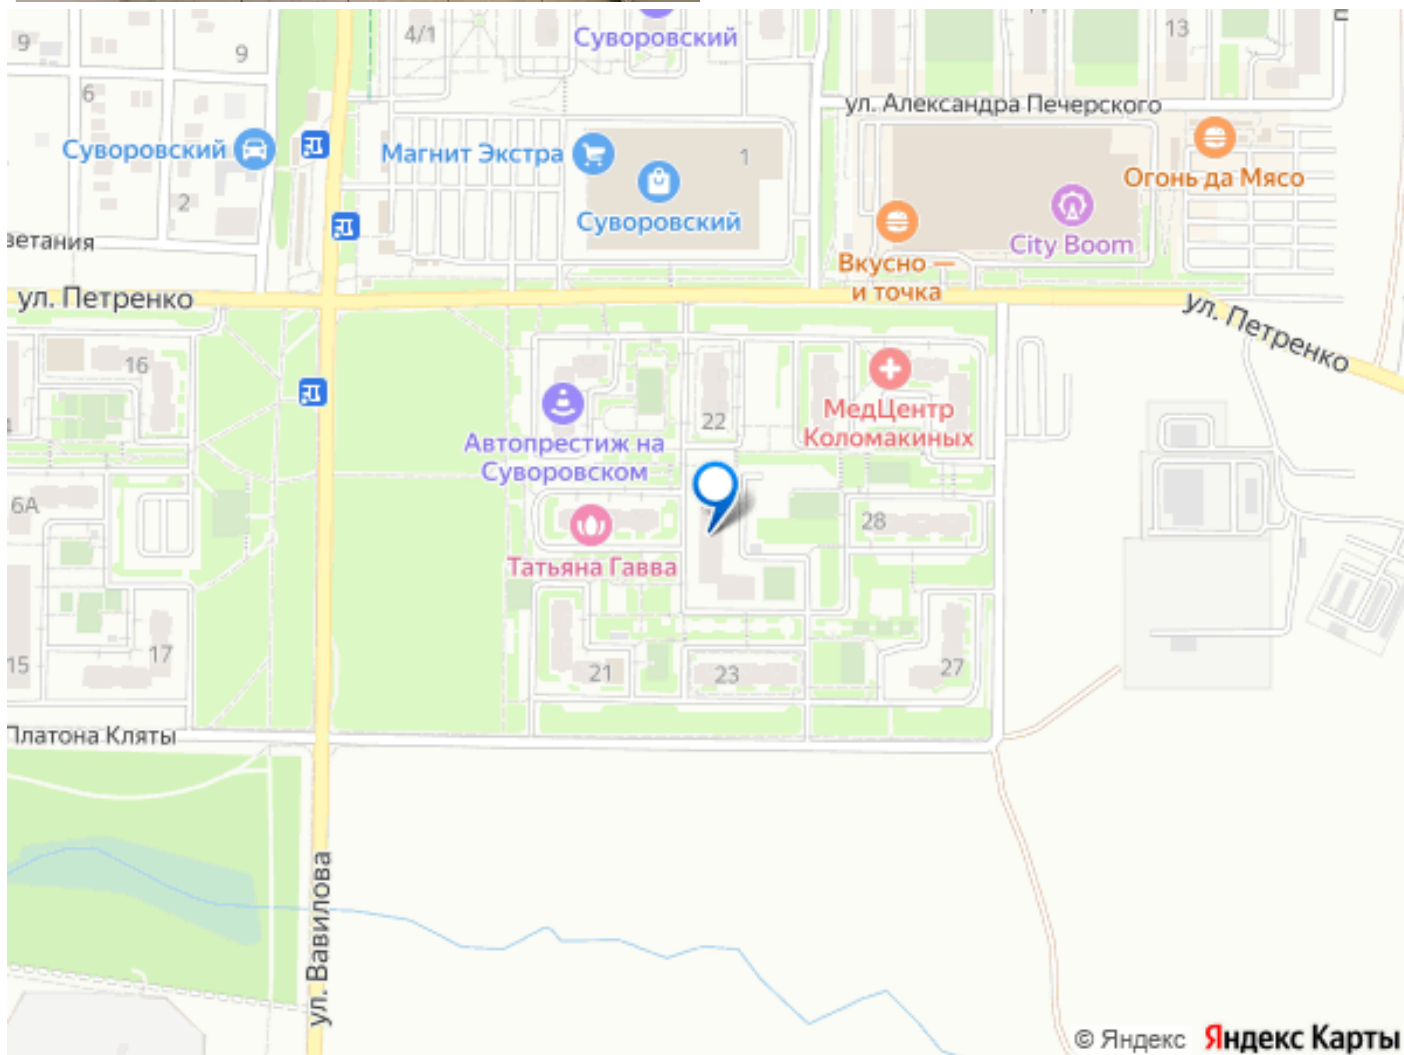 9
9
4/1
Суворовский
13
6
ул. Александра Печерского
Суворовский
Магнит Экстра
1
Огонь да Мясо
2
Суворовский
City Boom
ветания
Вкусно —
и точка
ул. Петренко
ул. Петренко
16
22
МедЦентр
Коломакиных
Автопрестиж на
Суворовском
6А
28
Татьяна Гавва
15
17
21
23
27
Платона Кляты
ул. Вавилова
© Яндекс Яндекс Карты